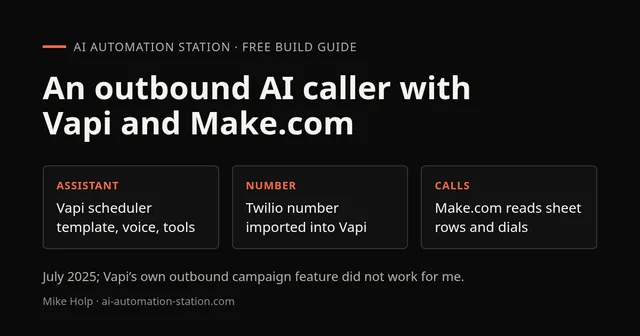 AI AUTOMATION STATION · FREE BUILD GUIDE
An outbound AI caller with
Vapi and Make.com
ASSISTANT
Vapi scheduler
template, voice, tools
NUMBER
Twilio number
imported into Vapi
CALLS
Make.com reads sheet
rows and dials
July 2025; Vapi’s own outbound campaign feature did not work for me.
Mike Holp · ai-automation-station.com